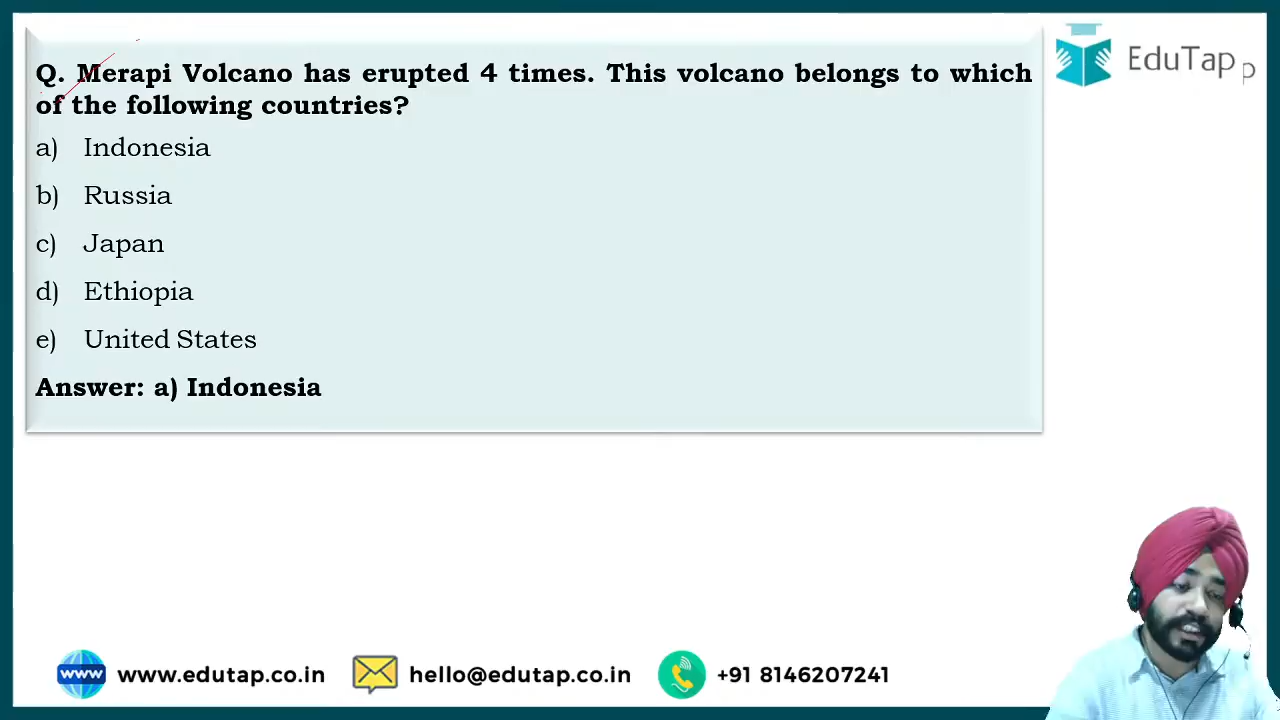 Q. Merapi Volcano has erupted 4 times. This volcano belongs to which
of the following countries?
a) Indonesia
b) Russia
c) Japan
d) Ethiopia
e) United States
Answer: a) Indonesia
EduTap
p
www www.edutap.co.in hello@edutap.co.in +91 8146207241